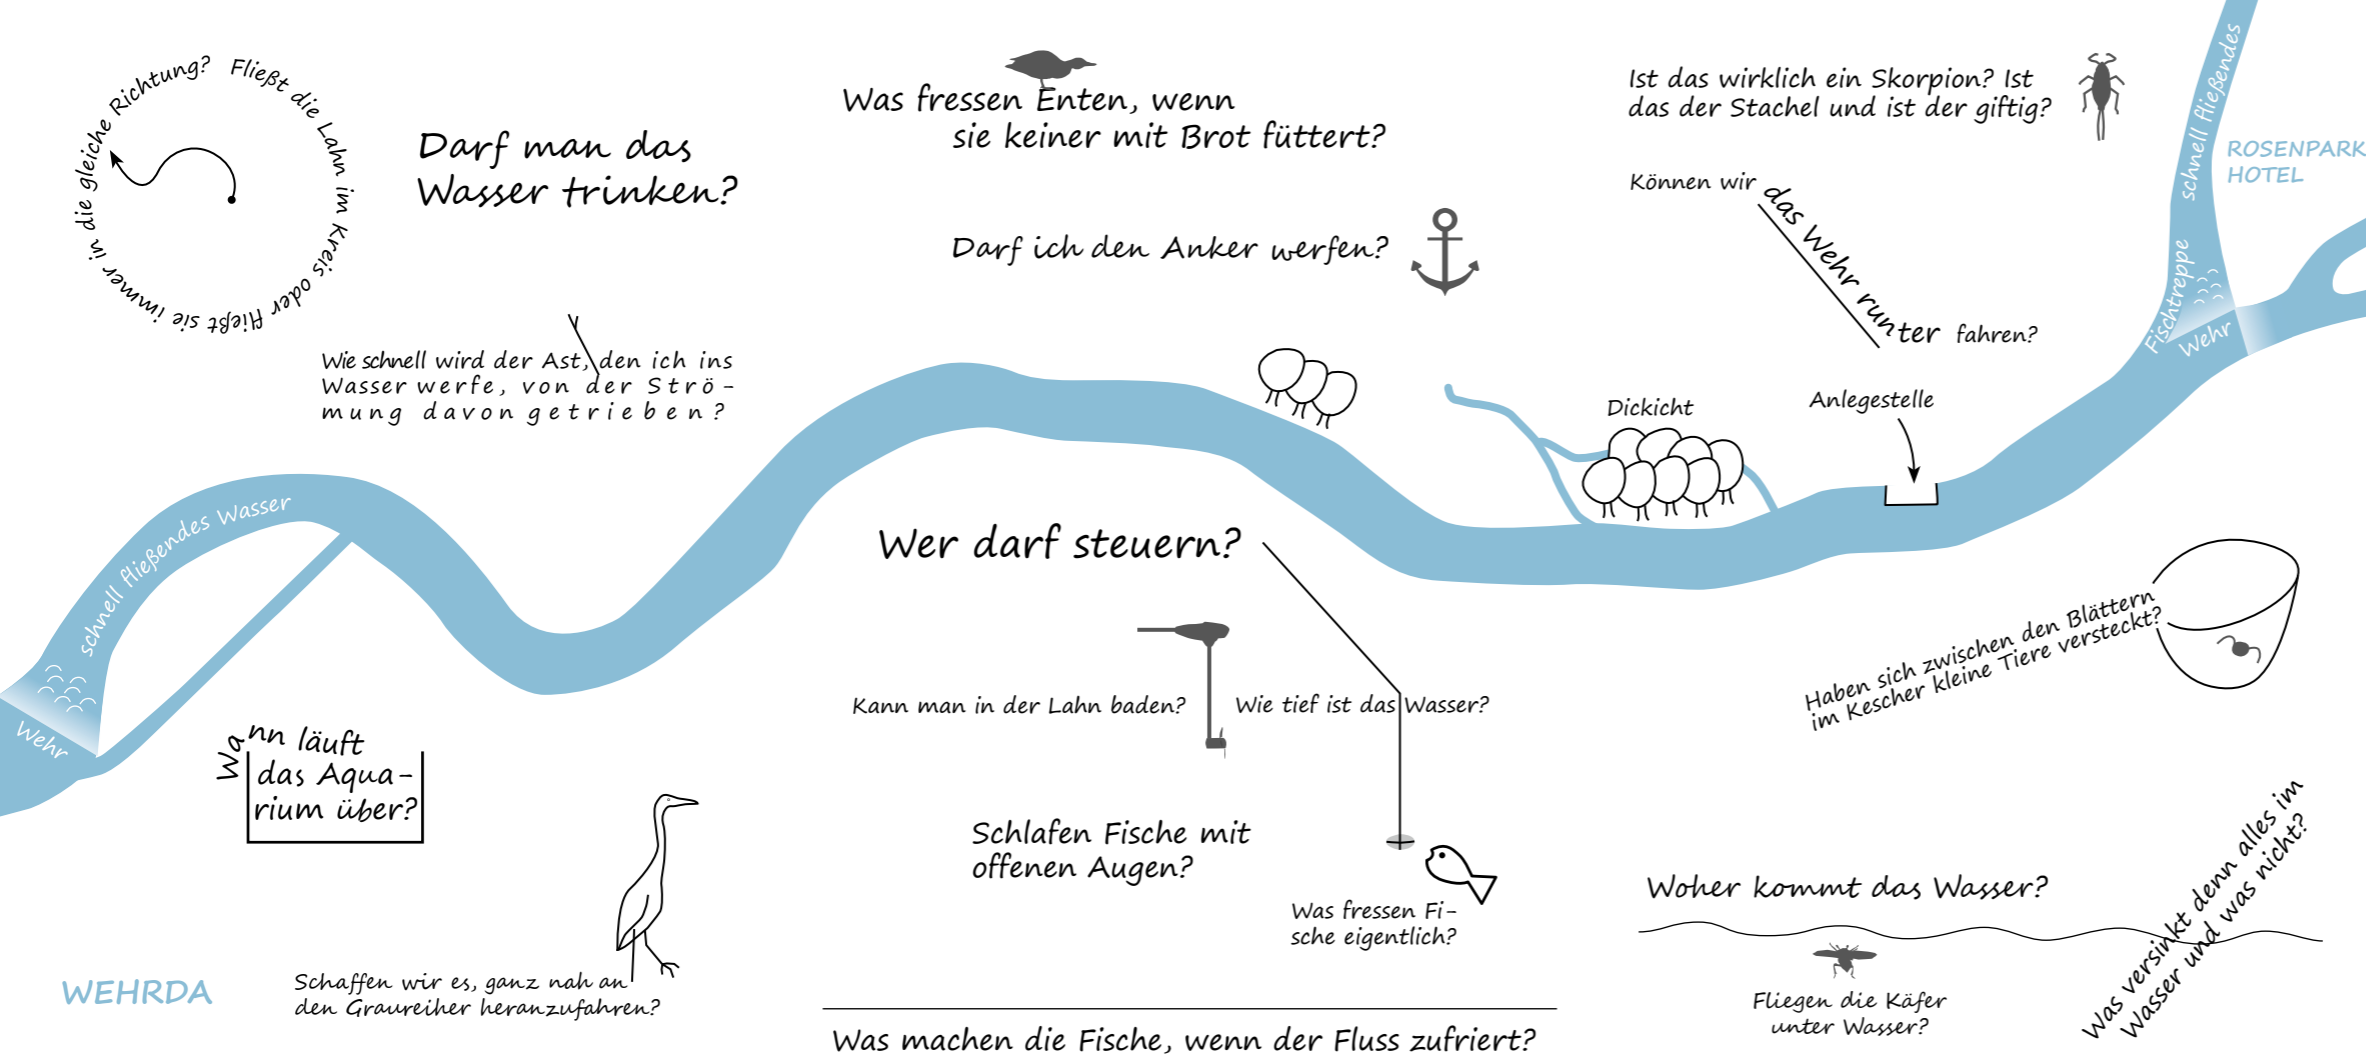 Fließt die Lahn im Kreis oder fließt sie immer in die gleiche Richtung?
Darf man das
Wasser trinken?
Was fressen Enten, wenn
sie keiner mit Brot füttert?
Ist das wirklich ein Skorpion? Ist
das der Stachel und ist der giftig?
schnell fließendes
ROSENPARK
HOTEL
Können wir das Wehr runter fahren?
Darf ich den Anker werfen?
Fischtreppe
Wehr
Wie schnell wird der Ast, den ich ins
Wasser werfe, von der Strö-
mung davon getrieben?
Dickicht
Anlegestelle
schnell fließendes Wasser
Wehr
Wer darf steuern?
Haben sich zwischen den Blättern
im Kescher kleine Tiere versteckt?
Kann man in der Lahn baden?
Wie tief ist das Wasser?
Wann läuft
das Aqua-
rium über?
Schlafen Fische mit
offenen Augen?
Was fressen Fi-
sche eigentlich?
Woher kommt das Wasser?
Was versinkt denn alles im
Wasser und was nicht?
WEHRDA
Schaffen wir es, ganz nah an
den Graureiher heranzufahren?
Fliegen die Käfer
unter Wasser?
Was machen die Fische, wenn der Fluss zufriert?